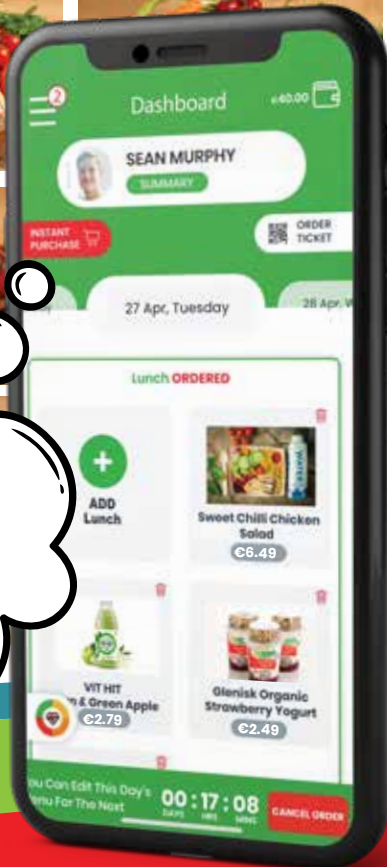 2
Dashboard
€40.00
SEAN MURPHY
SUMMARY
INSTANT
PURCHASE
ORDER
TICKET
27 Apr, Tuesday
28 Apr, W
Lunch ORDERED
ADD
Lunch
WATER
Sweet Chilli Chicken
Salad
€6.49
VIT HIT
& Green Apple
€2.79
Glenisk Organic
Strawberry Yogurt
€2.49
ou Can Edit This Day's
enu For The Next
00 : 17 : 08
DAYS HRS MINS
CANCEL ORDER